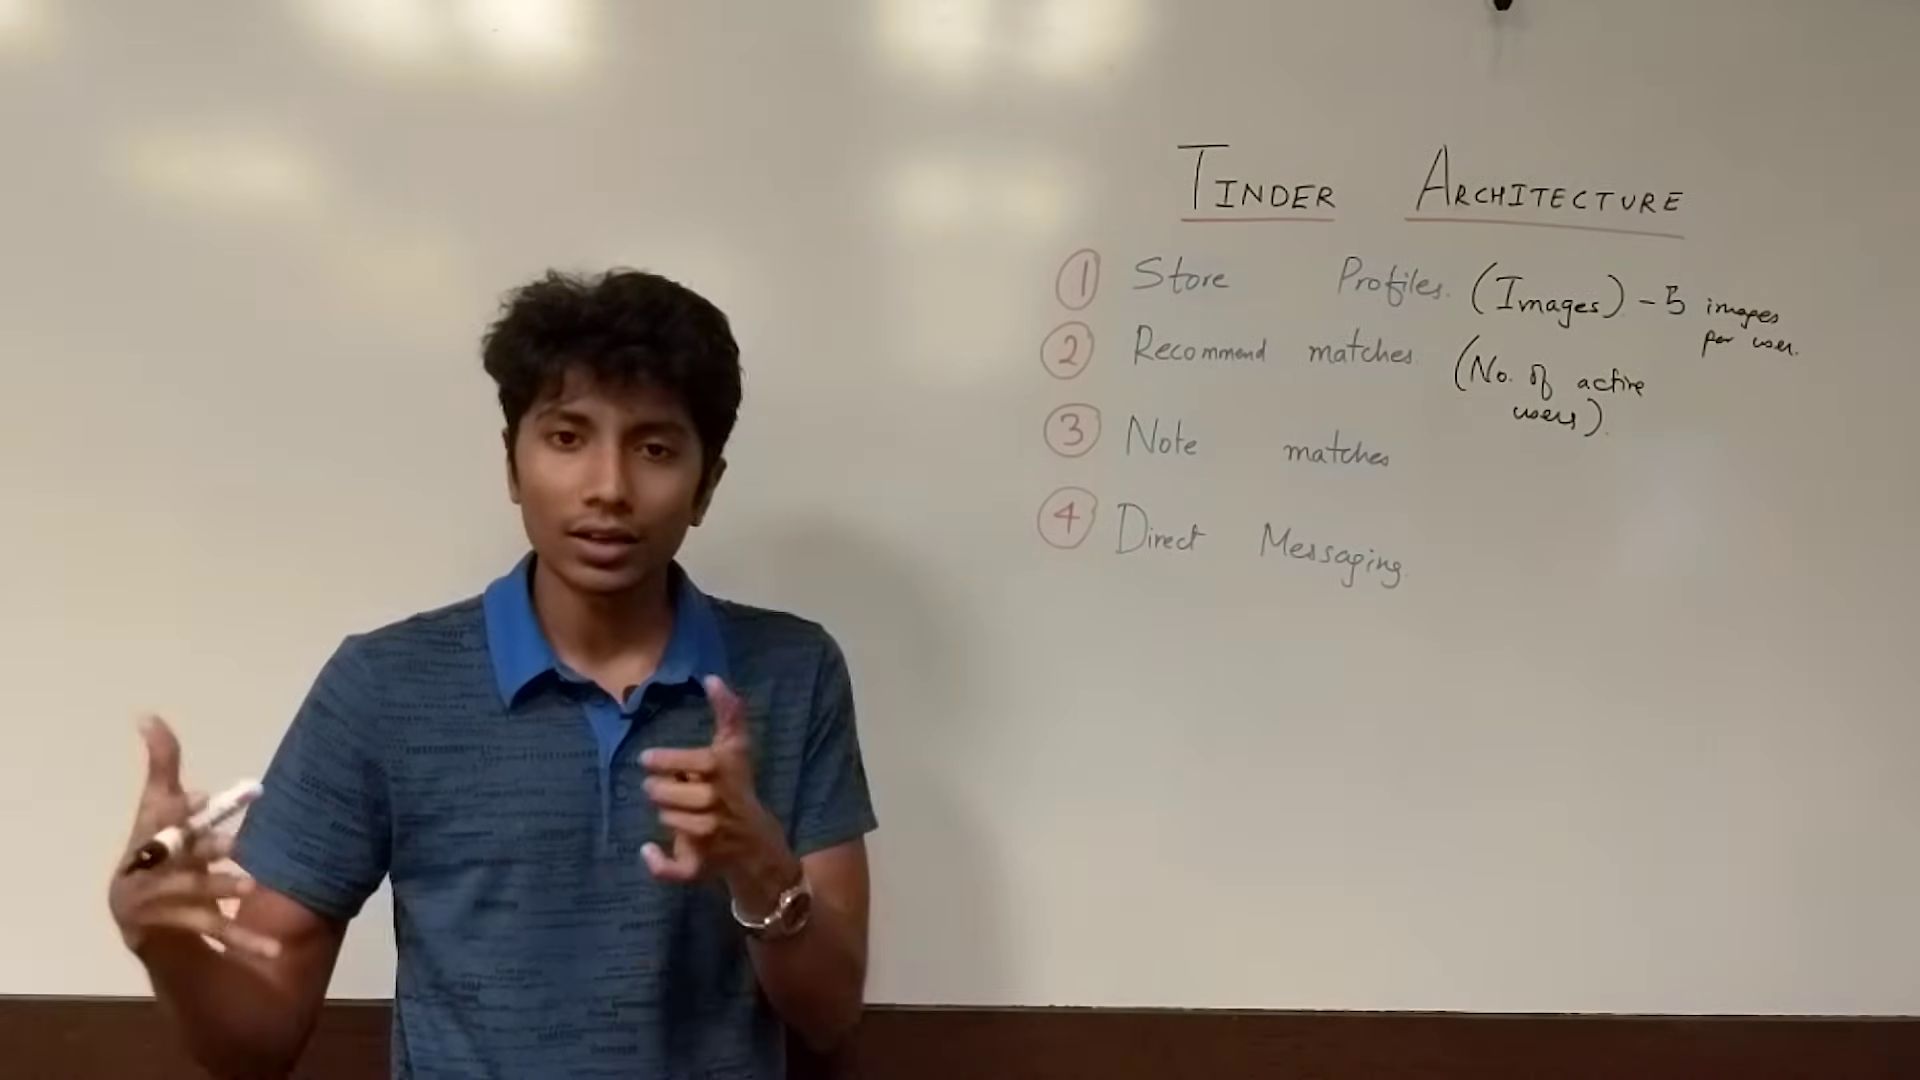 TINDER ARCHITECTURE
① Store Profiles. (Images) - 5 images
per user.
② Recommend matches. (No. of active
users).
③ Note matches
④ Direct Messaging.